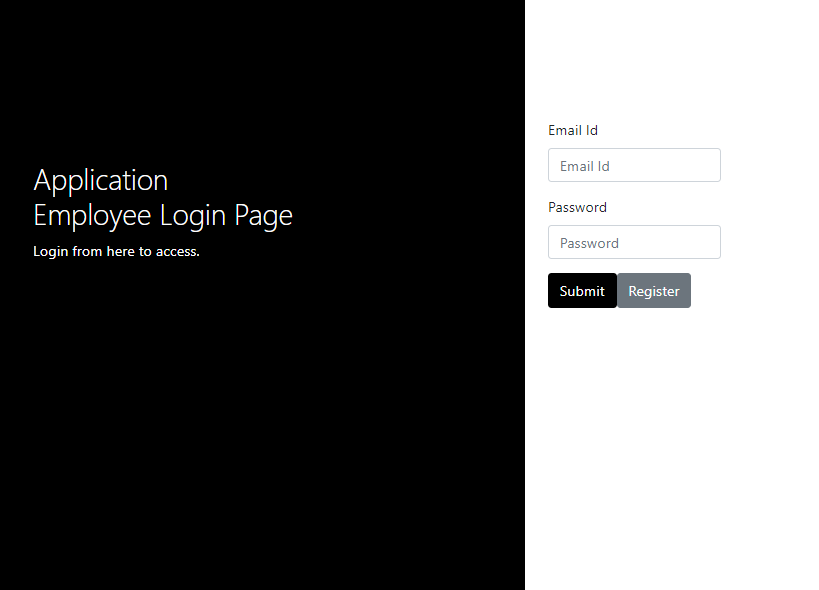 Application
Employee Login Page
Login from here to access.
Email Id
Email Id
Password
Password
Submit Register